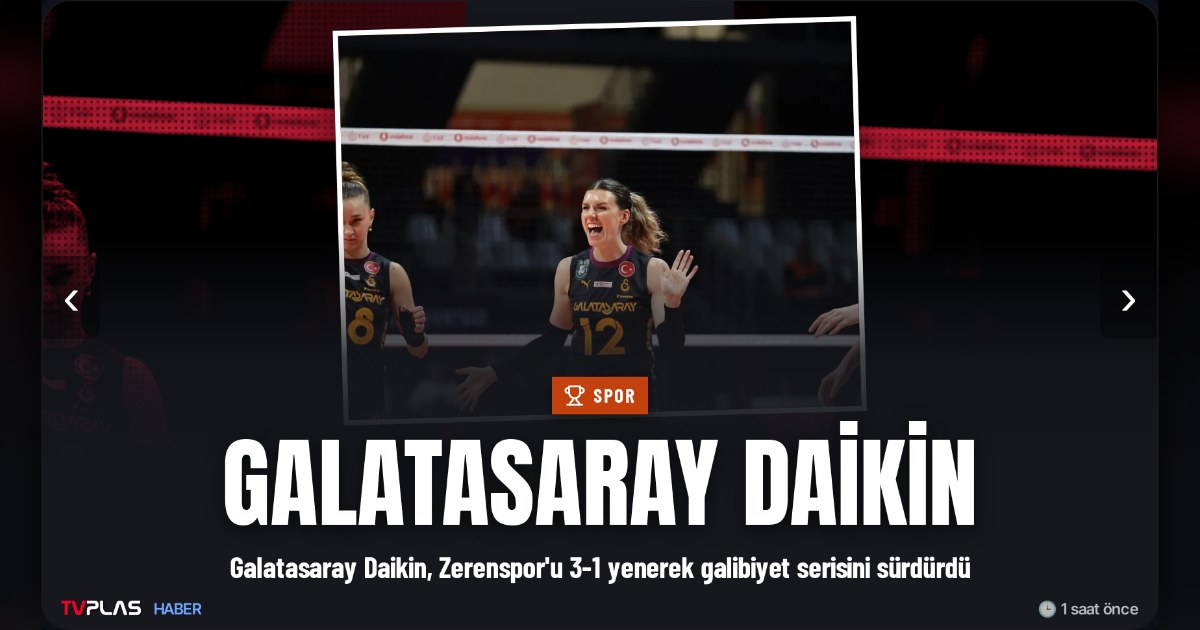 GALATASARAY
8
GALATASARAY
12
SPOR
GALATASARAY DAİKİN
Galatasaray Daikin, Zerenspor'u 3-1 yenerek galibiyet serisini sürdürdü
TVPLAS HABER
1 saat önce